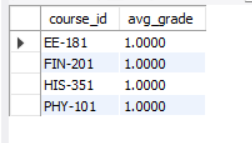 course_id avg_grade
EE-181 1.0000
FIN-201 1.0000
HIS-351 1.0000
PHY-101 1.0000